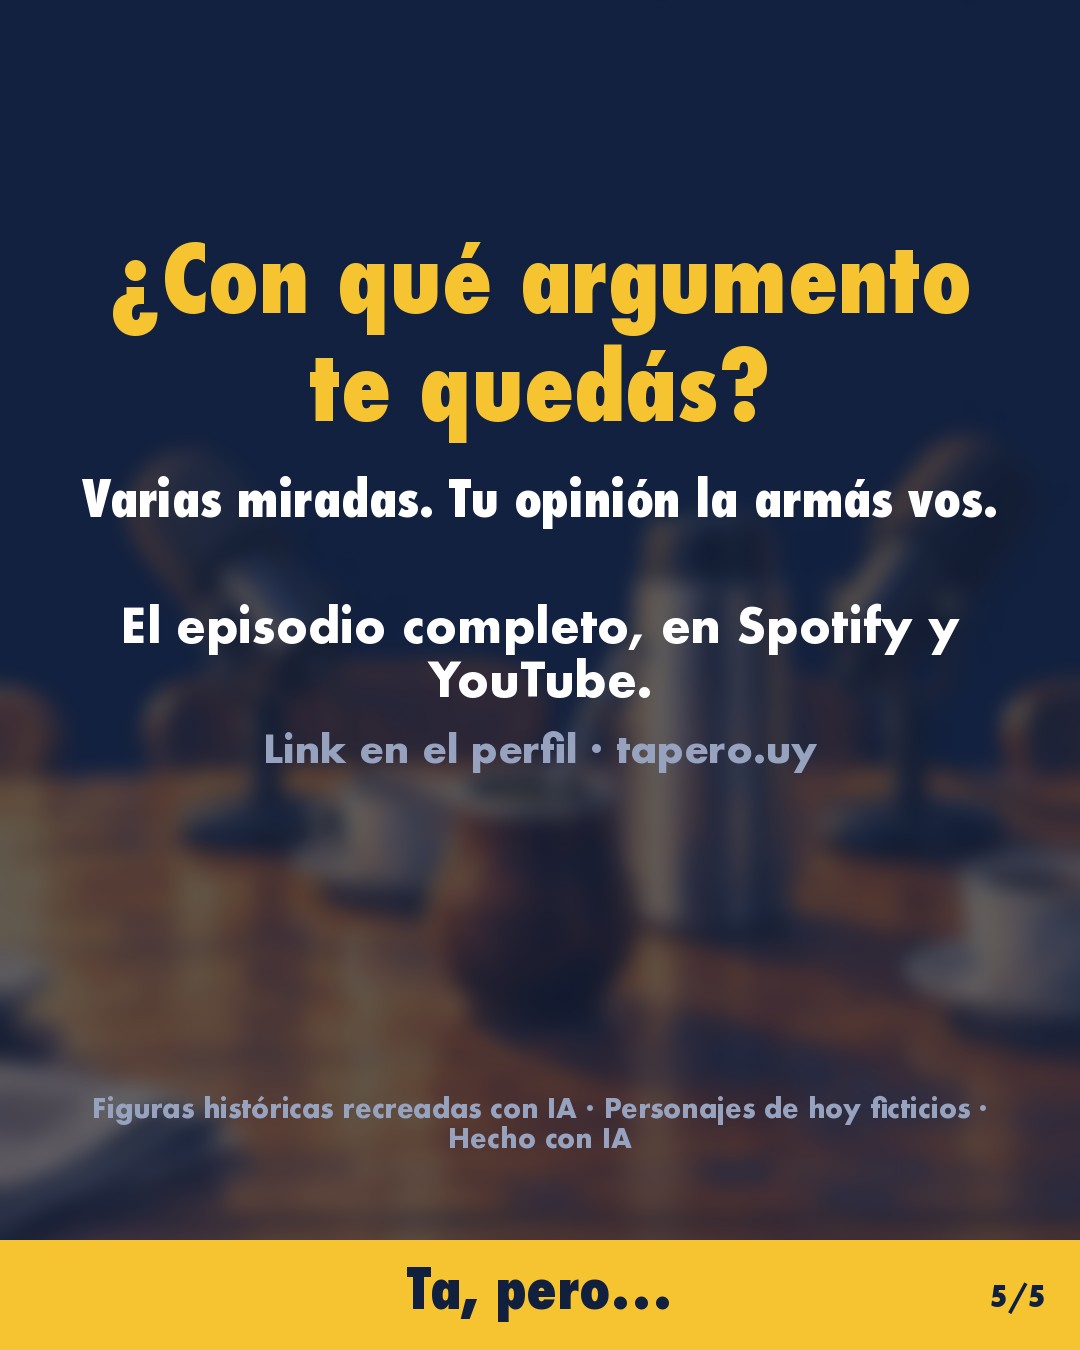 ¿Con qué argumento
te quedás?
Varias miradas. Tu opinión la armás vos.
El episodio completo, en Spotify y
YouTube.
Link en el perfil · tapero.uy
Figuras históricas recreadas con IA · Personajes de hoy ficticios ·
Hecho con IA
Ta, pero...
5/5